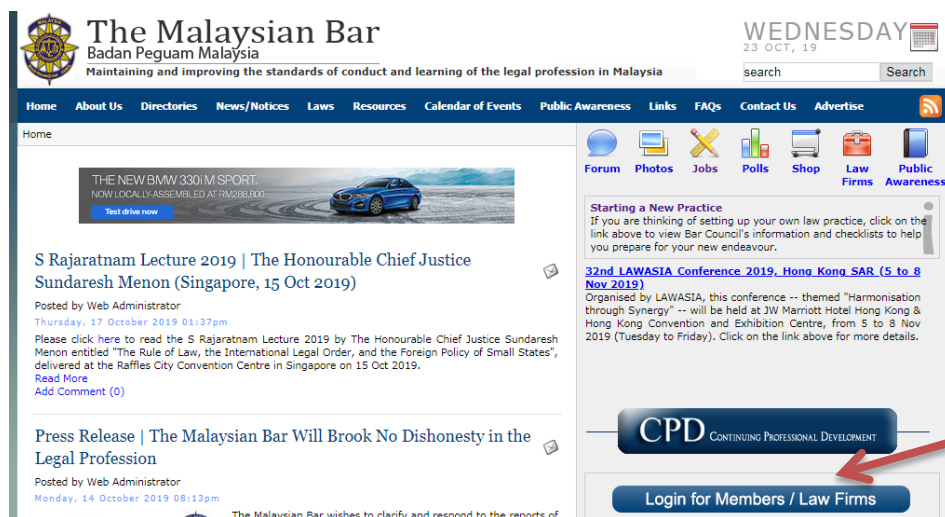 The Malaysian Bar
Badan Peguam Malaysia
Maintaining and improving the standards of conduct and learning of the legal profession in Malaysia
WEDNESDAY
23 OCT, 19
search
Search
Home About Us Directories News/Notices Laws Resources Calendar of Events Public Awareness Links FAQs Contact Us Advertise
Home
THE NEW BMW 330i M SPORT.
NOW LOCALLY-ASSEMBLED AT RM288,800.
Test drive now
S Rajaratnam Lecture 2019 | The Honourable Chief Justice
Sundaresh Menon (Singapore, 15 Oct 2019)
Posted by Web Administrator
Thursday, 17 October 2019 01:37pm
Please click here to read the S Rajaratnam Lecture 2019 by The Honourable Chief Justice Sundaresh
Menon entitled "The Rule of Law, the International Legal Order, and the Foreign Policy of Small States",
delivered at the Raffles City Convention Centre in Singapore on 15 Oct 2019.
Read More
Add Comment (0)
Press Release | The Malaysian Bar Will Brook No Dishonesty in the
Legal Profession
Posted by Web Administrator
Monday, 14 October 2019 08:13pm
The Malaysian Bar wishes to clarify and respond to the reports of
Forum Photos Jobs Polls Shop Law Firms Public Awareness
Starting a New Practice
If you are thinking of setting up your own law practice, click on the
link above to view Bar Council's information and checklists to help
you prepare for your new endeavour.
32nd LAWASIA Conference 2019, Hong Kong SAR (5 to 8
Nov 2019)
Organised by LAWASIA, this conference -- themed "Harmonisation
through Synergy" -- will be held at JW Marriott Hotel Hong Kong &
Hong Kong Convention and Exhibition Centre, from 5 to 8 Nov
2019 (Tuesday to Friday). Click on the link above for more details.
CPD CONTINUING PROFESSIONAL DEVELOPMENT
Login for Members / Law Firms